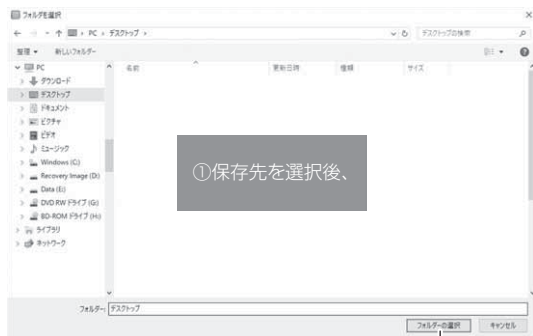 フォルダーを選択
PC › デスクトップ ›
デスクトップの検索
整理 新しいフォルダー
名前 更新日時 種類 サイズ
PC
ダウンロード
デスクトップ
ドキュメント
ピクチャ
ビデオ
ミュージック
Windows (C:)
Recovery Image (D:)
Data (E:)
DVD RW ドライブ (G:)
BD-ROM ドライブ (H:)
ライブラリ
ネットワーク
①保存先を選択後、
フォルダー: デスクトップ
フォルダーの選択 キャンセル